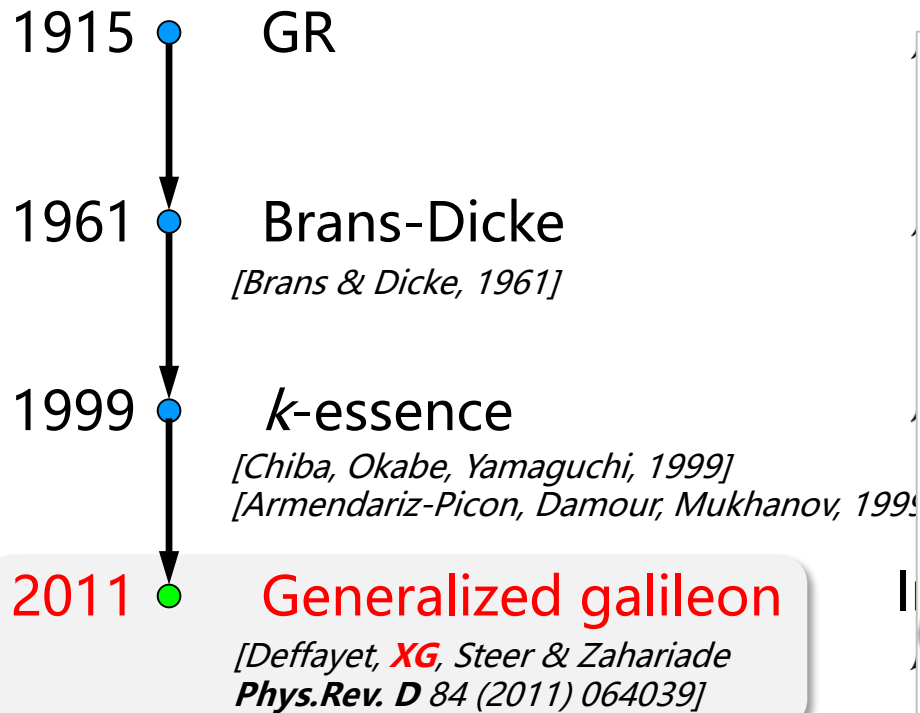 1915 GR
1961 Brans-Dicke
[Brans & Dicke, 1961]
1999 k-essence
[Chiba, Okabe, Yamaguchi, 1999]
[Armendariz-Picon, Damour, Mukhanov, 1999
2011 Generalized galileon
[Deffayet, XG, Steer & Zahariade
Phys.Rev. D 84 (2011) 064039]